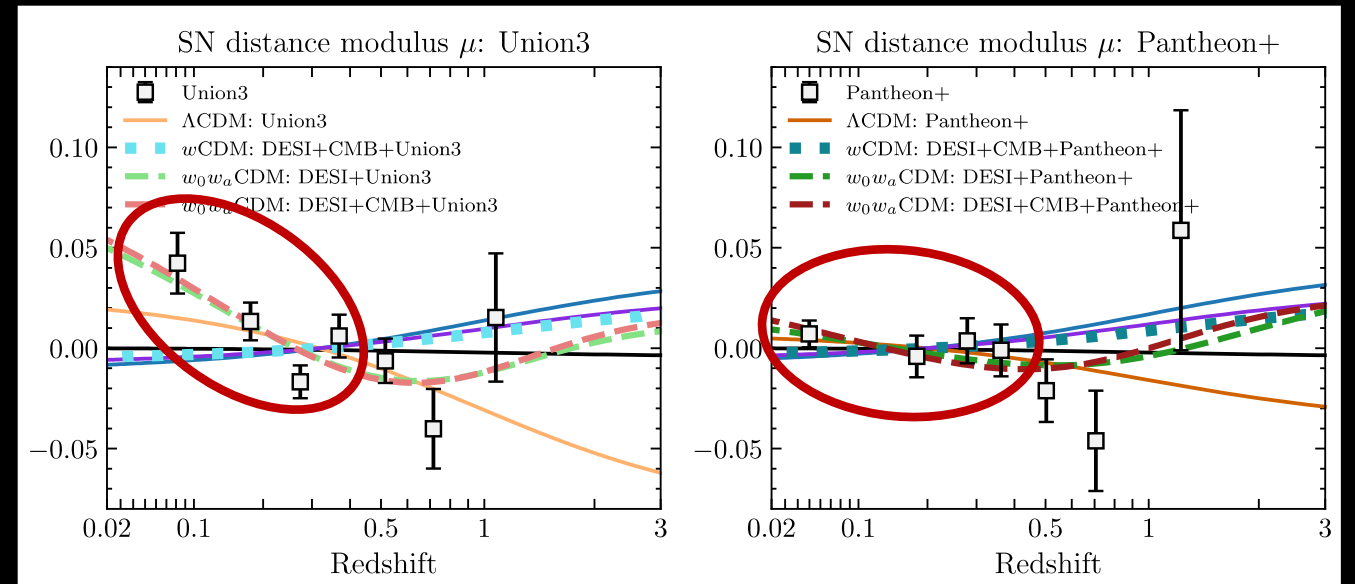 SN distance modulus μ: Union3
0.10
0.05
0.00
−0.05
Union3
ΛCDM: Union3
wCDM: DESI+CMB+Union3
w₀wₐCDM: DESI+Union3
w₀wₐCDM: DESI+CMB+Union3
0.02 0.1 0.5 1 3
Redshift
SN distance modulus μ: Pantheon+
0.10
0.05
0.00
−0.05
Pantheon+
ΛCDM: Pantheon+
wCDM: DESI+CMB+Pantheon+
w₀wₐCDM: DESI+Pantheon+
w₀wₐCDM: DESI+CMB+Pantheon+
0.02 0.1 0.5 1 3
Redshift